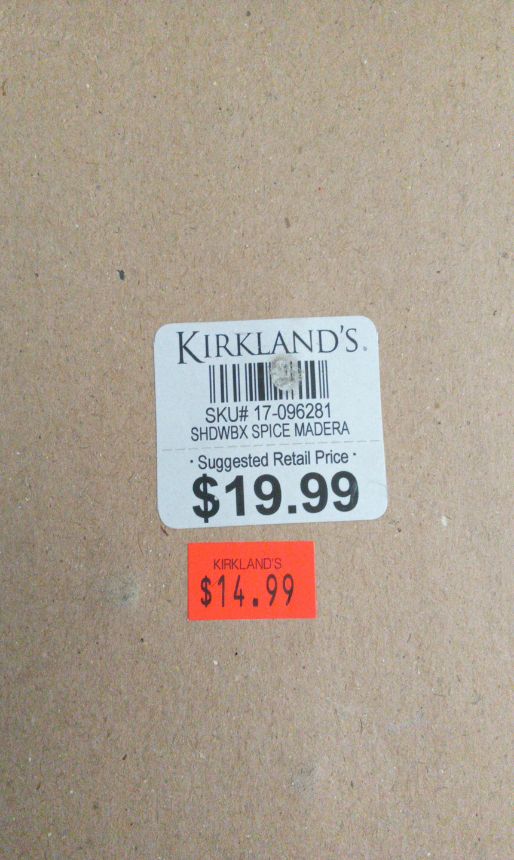 KIRKLAND'S.
SKU# 17-096281
SHDWBX SPICE MADERA
· Suggested Retail Price ·
$19.99
KIRKLAND'S
$14.99